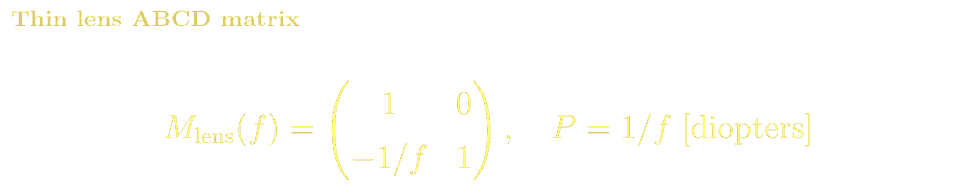 Thin lens ABCD matrix
M_lens(f) = ( 1 0 ; −1/f 1 ), P = 1/f [diopters]